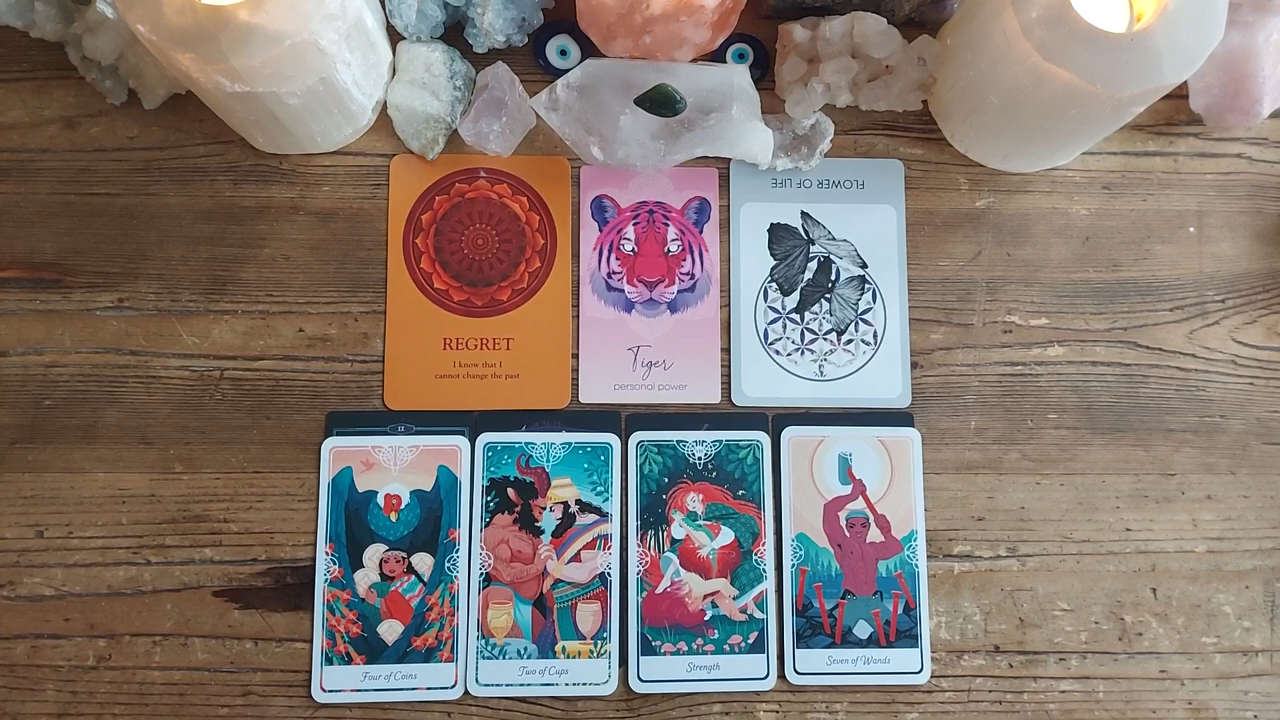 FLOWER OF LIFE
REGRET
I know that I
cannot change the past
Tiger
personal power
II
Four of Coins
Two of Cups
Strength
Seven of Wands